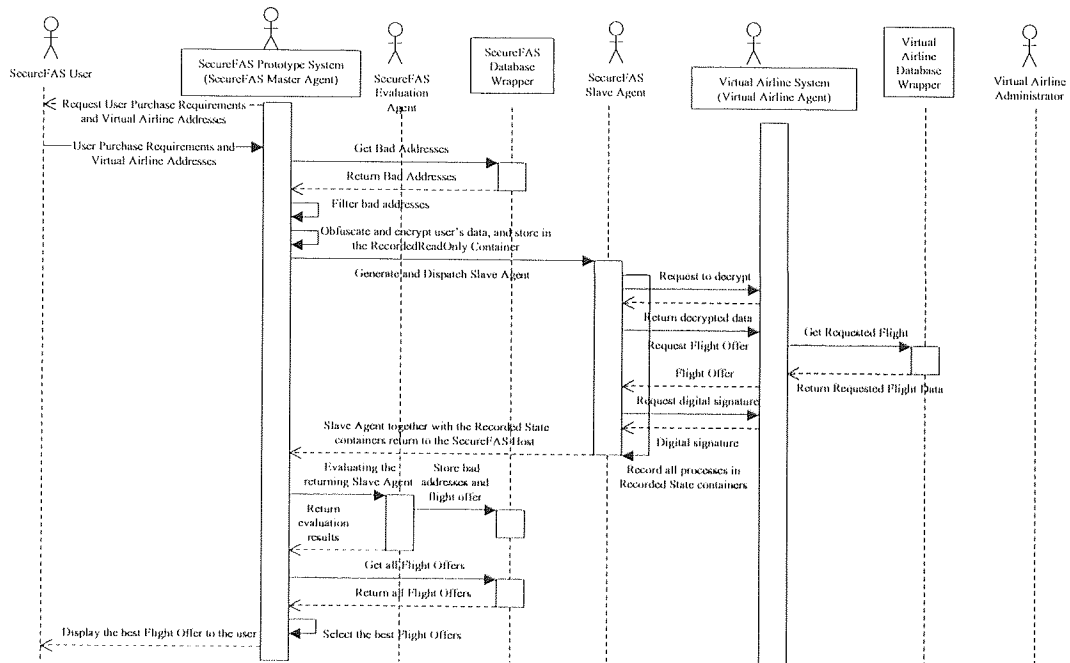 SecureFAS User
SecureFAS Prototype System
(SecureFAS Master Agent)
SecureFAS
Evaluation
Agent
SecureFAS
Database
Wrapper
SecureFAS
Slave Agent
Virtual Airline System
(Virtual Airline Agent)
Virtual
Airline
Database
Wrapper
Virtual Airline
Administrator
Request User Purchase Requirements
and Virtual Airline Addresses
User Purchase Requirements and
Virtual Airline Addresses
Get Bad Addresses
Return Bad Addresses
Filter bad addresses
Obfuscate and encrypt user's data, and store in
the RecordedReadOnly Container
Generate and Dispatch Slave Agent
Request to decrypt
Return decrypted data
Request Flight Offer
Get Requested Flight
Flight Offer
Return Requested Flight Data
Request digital signature
Digital signature
Slave Agent together with the Recorded State
containers return to the SecureFAS Host
Record all processes in
Recorded State containers
Evaluating the
returning Slave Agent
Store bad
addresses and
flight offer
Return
evaluation
results
Get all Flight Offers
Return all Flight Offers
Select the best Flight Offers
Display the best Flight Offer to the user